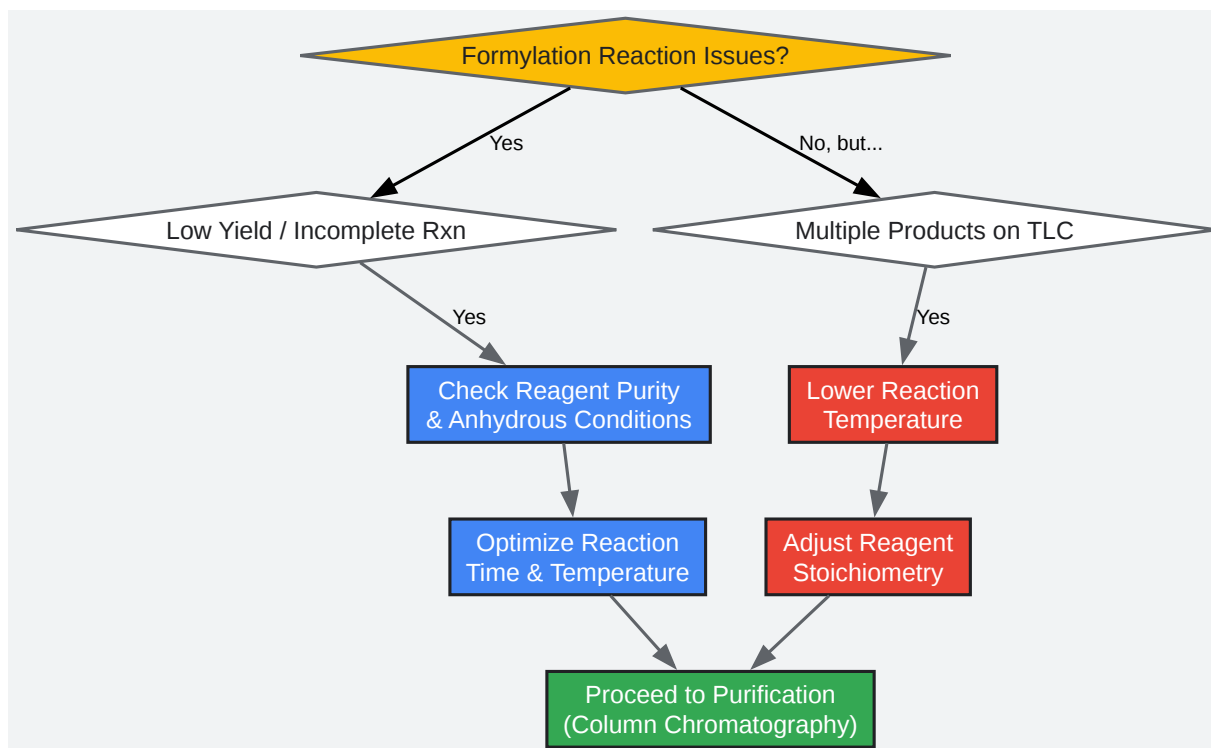 Formylation Reaction Issues?
Yes
No, but...
Low Yield / Incomplete Rxn
Multiple Products on TLC
Yes
Yes
Check Reagent Purity
& Anhydrous Conditions
Lower Reaction
Temperature
Optimize Reaction
Time & Temperature
Adjust Reagent
Stoichiometry
Proceed to Purification
(Column Chromatography)